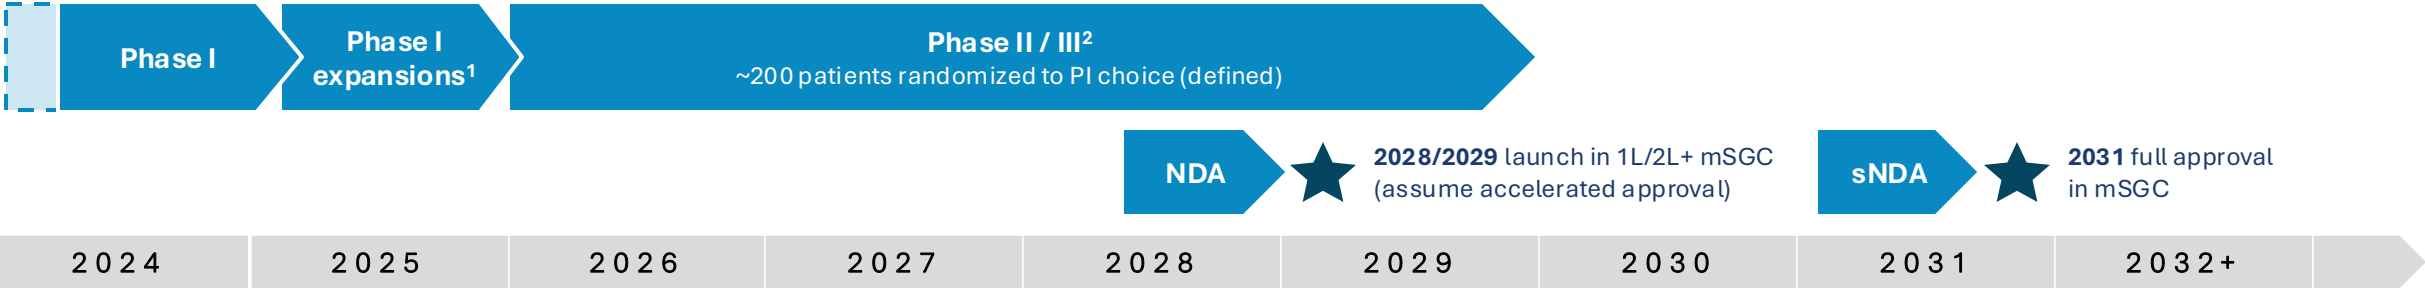 Phase I
Phase I
expansions¹
Phase II / III²
~200 patients randomized to PI choice (defined)
NDA
2028/2029 launch in 1L/2L+ mSGC
(assume accelerated approval)
sNDA
2031 full approval
in mSGC
2024 2025 2026 2027 2028 2029 2030 2031 2032+